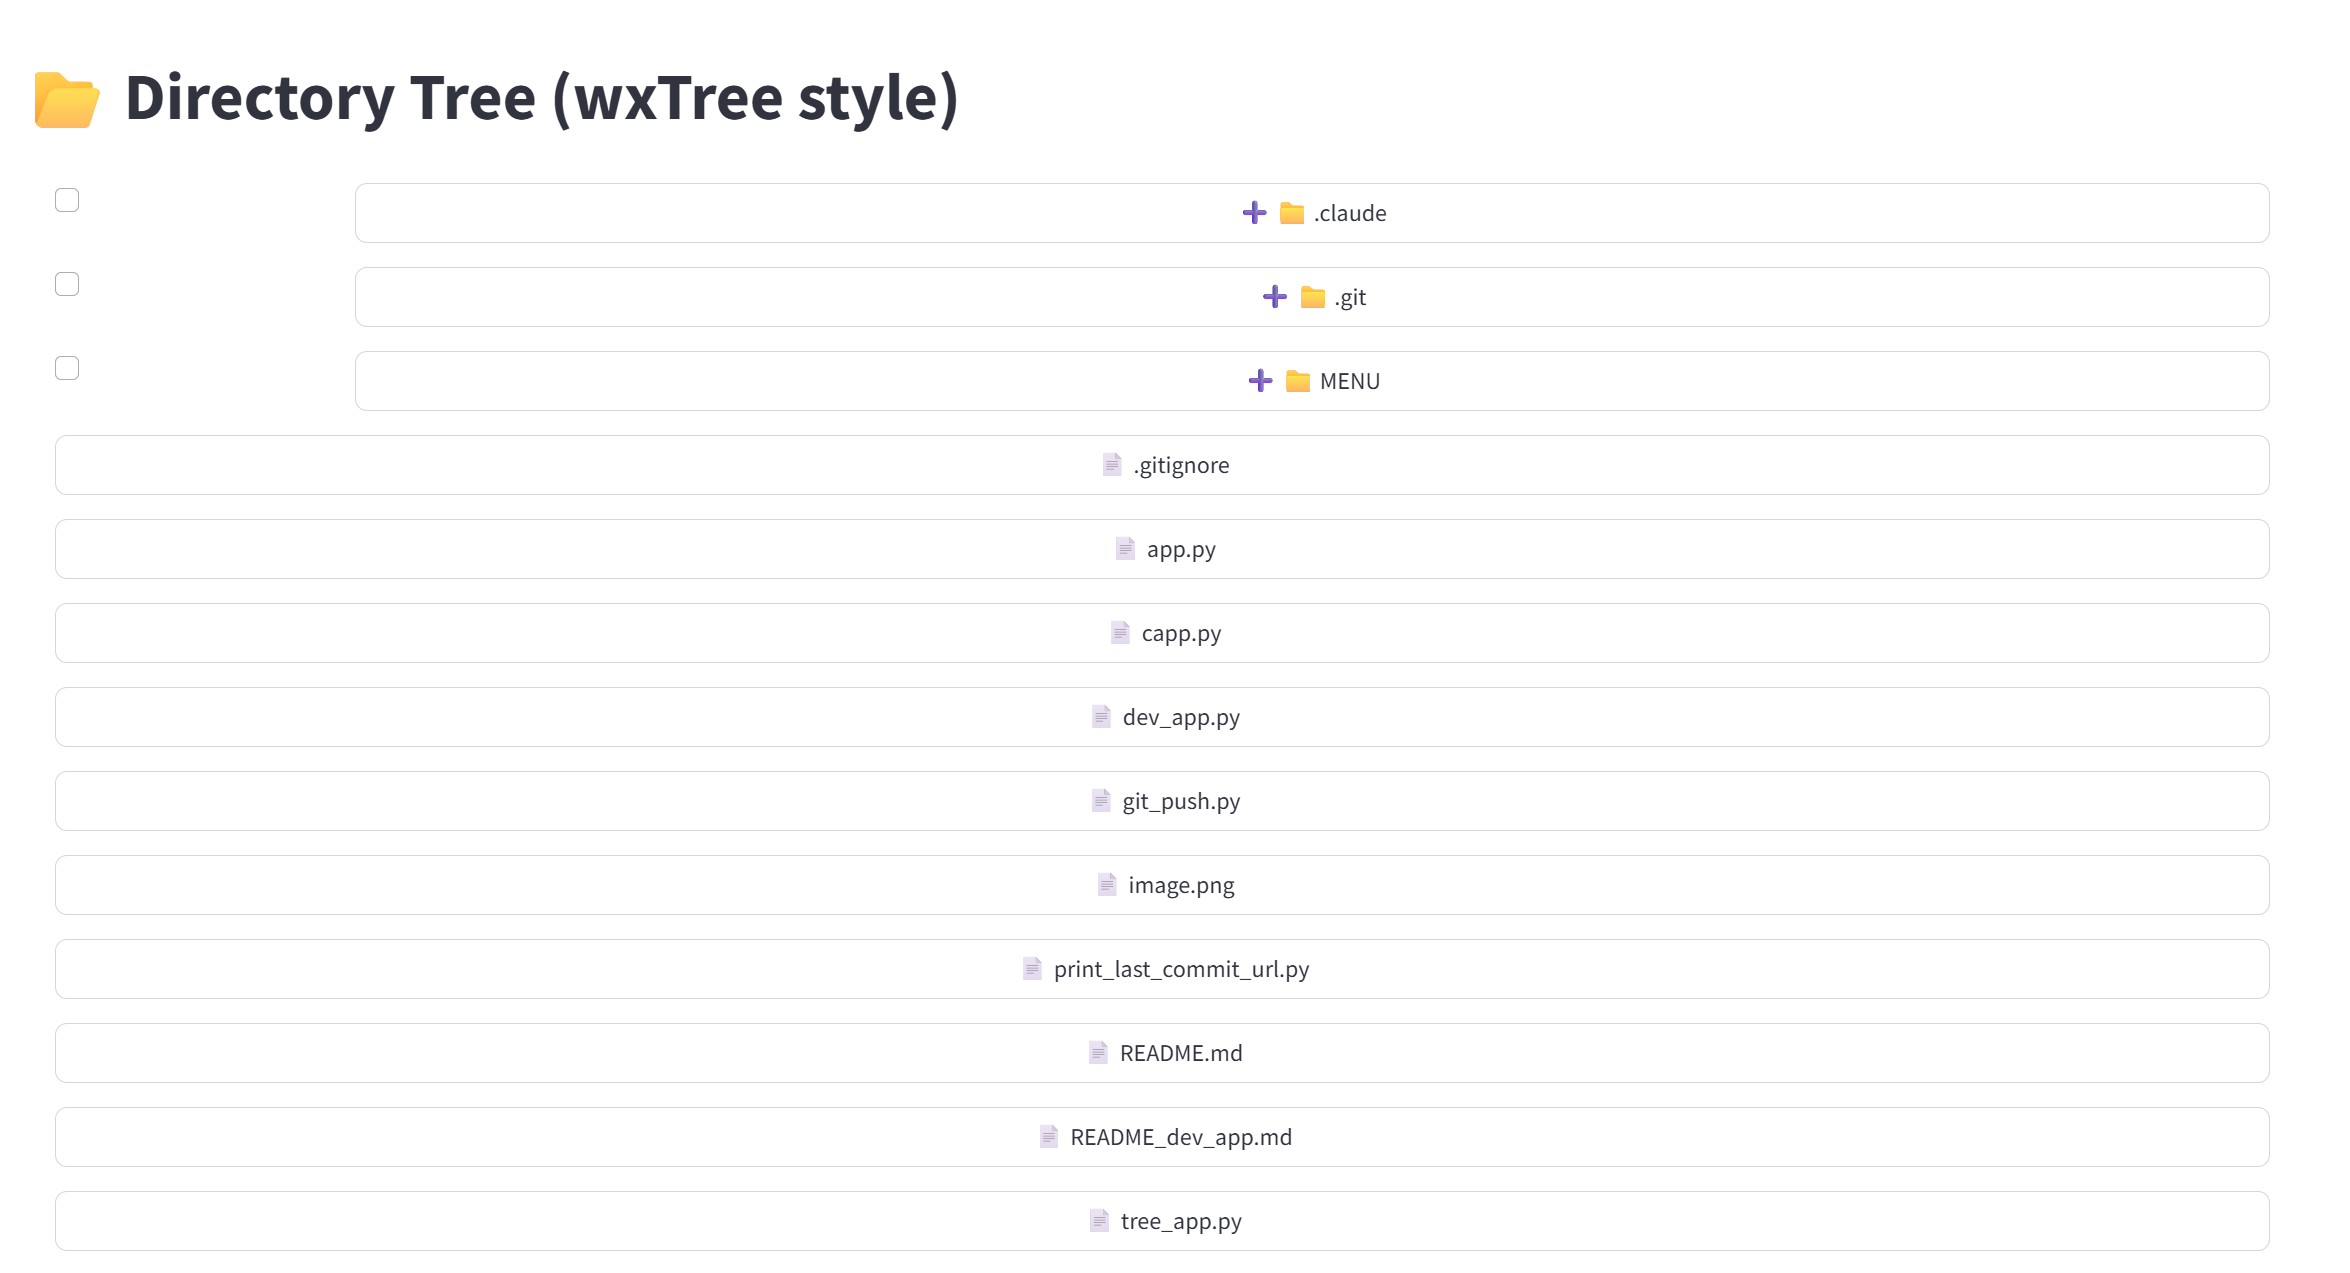 Directory Tree (wxTree style)
.claude
.git
MENU
.gitignore
app.py
capp.py
dev_app.py
git_push.py
image.png
print_last_commit_url.py
README.md
README_dev_app.md
tree_app.py